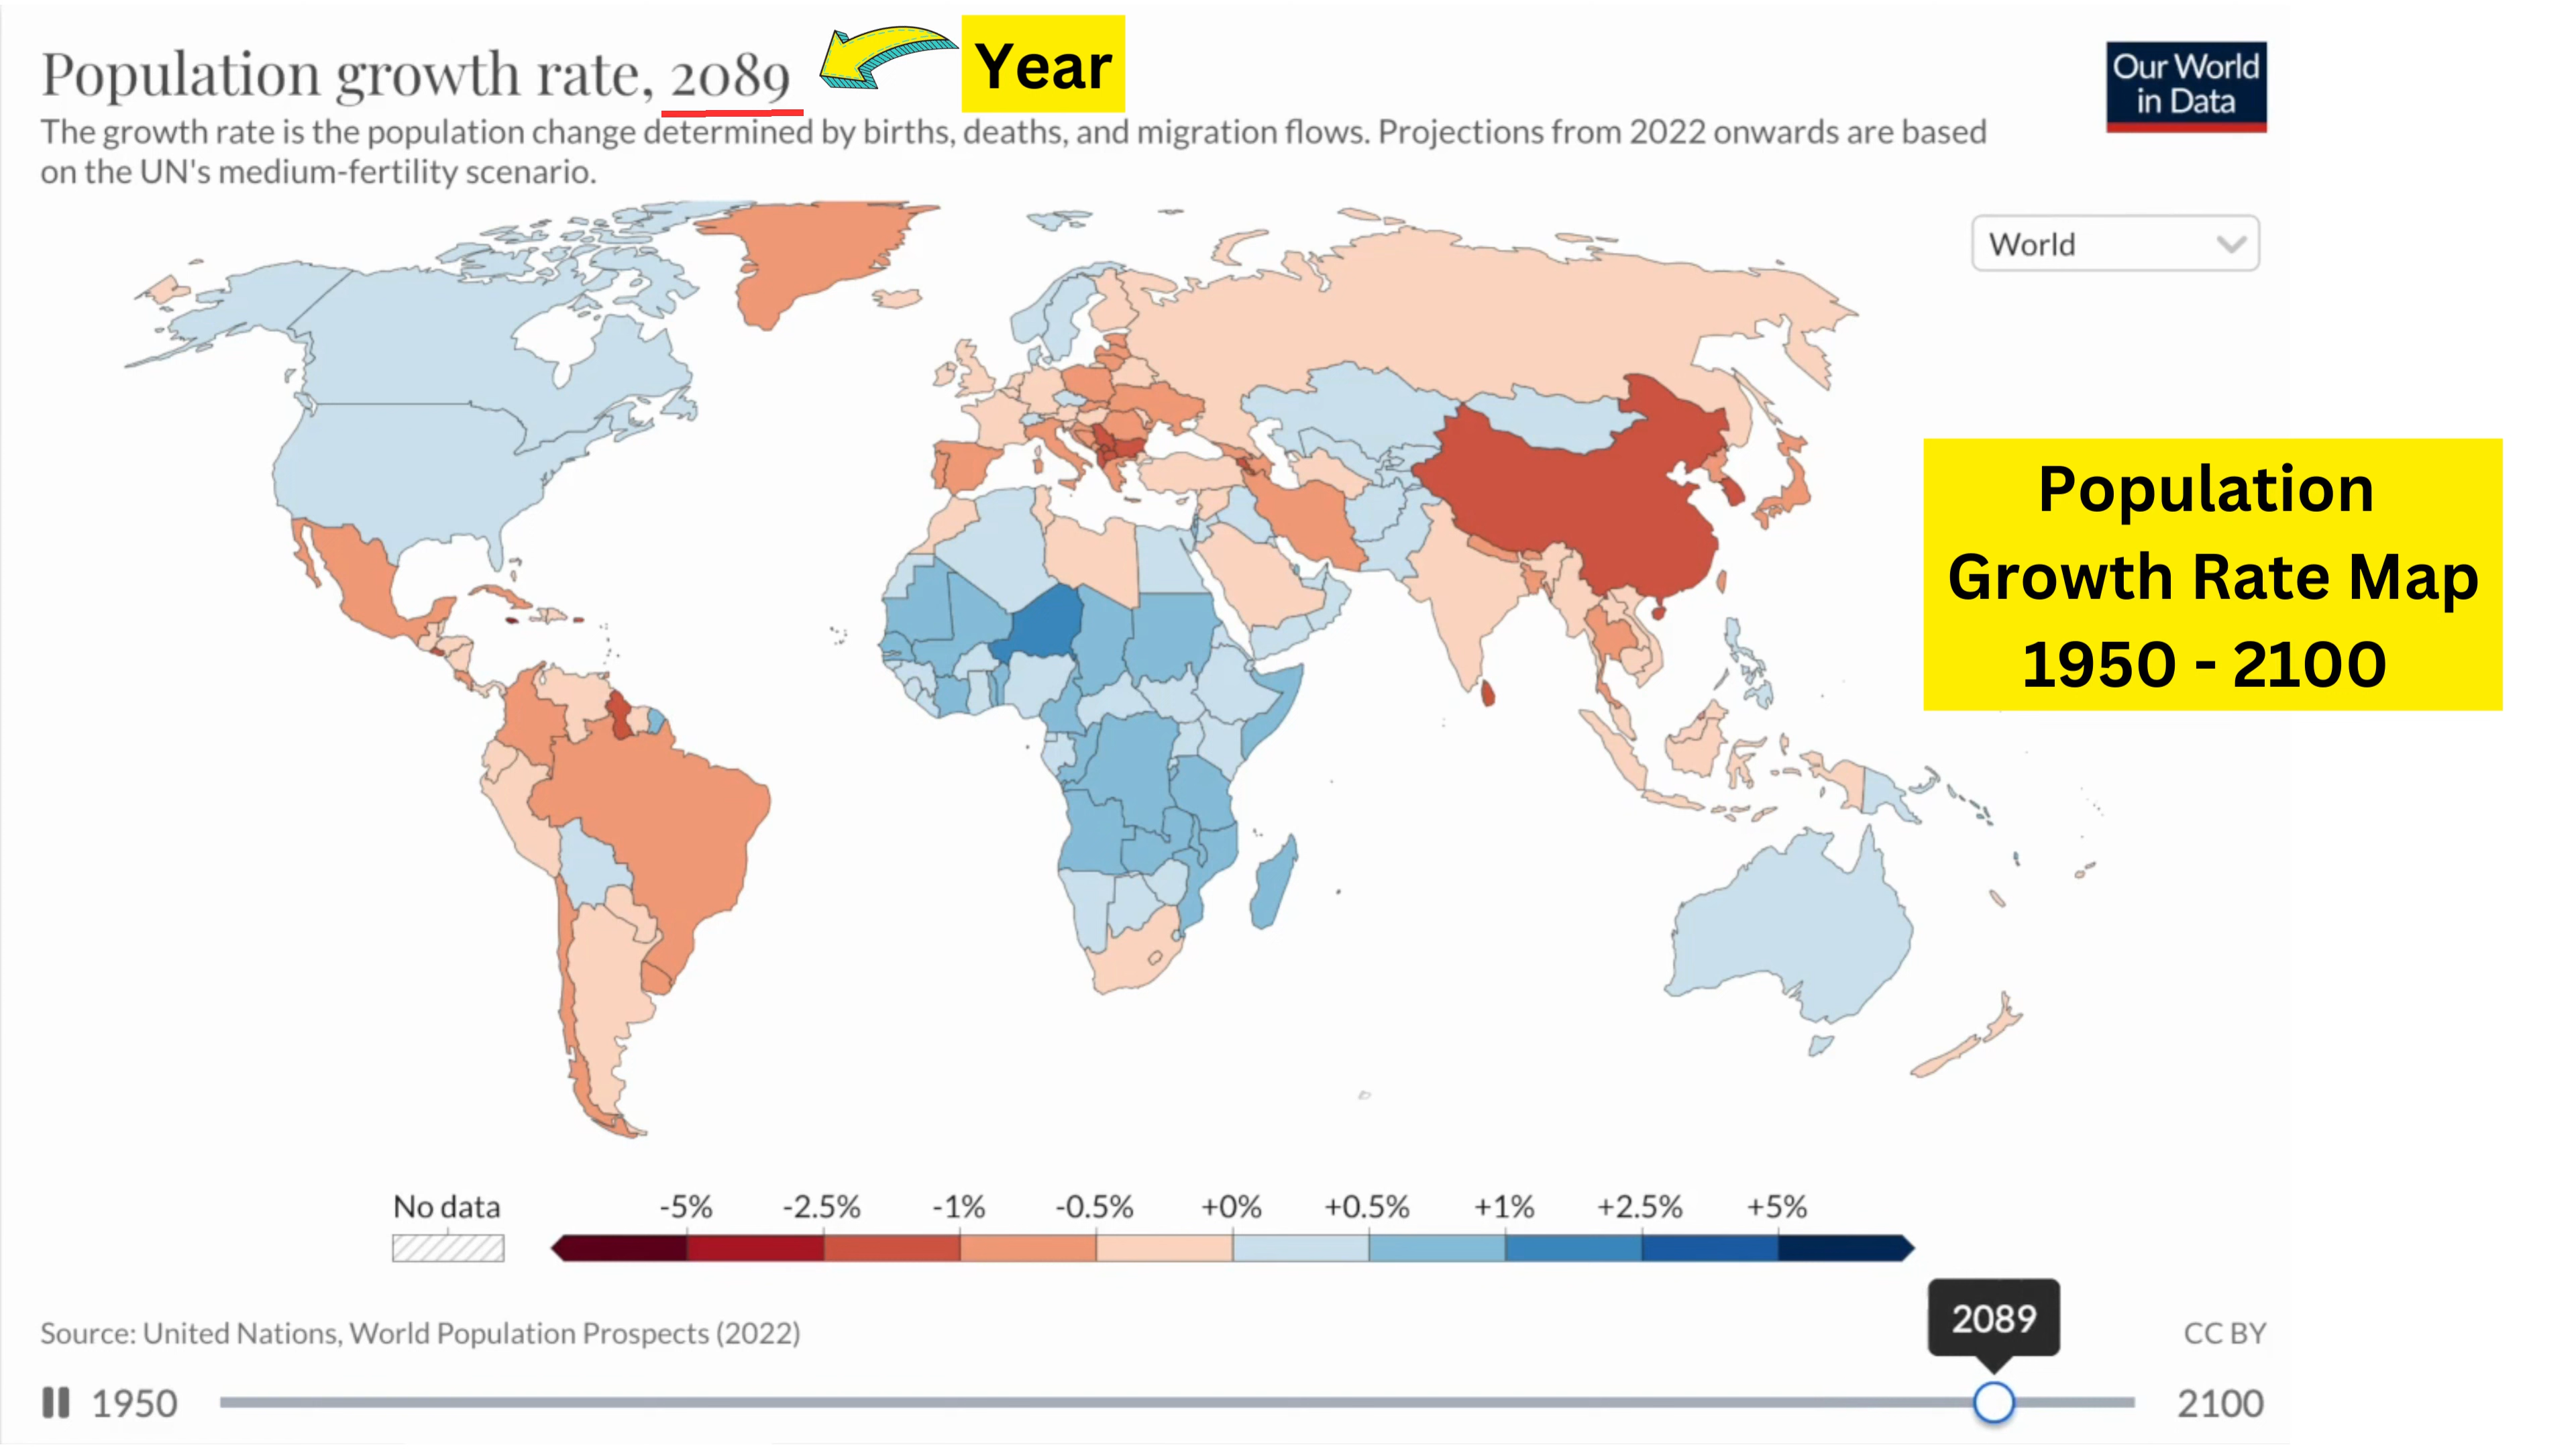 Population growth rate, 2089
Year
Our World
in Data
The growth rate is the population change determined by births, deaths, and migration flows. Projections from 2022 onwards are based
on the UN's medium-fertility scenario.
World
Population
Growth Rate Map
1950 - 2100
No data
-5% -2.5% -1% -0.5% +0% +0.5% +1% +2.5% +5%
2089
Source: United Nations, World Population Prospects (2022)
CC BY
1950
2100